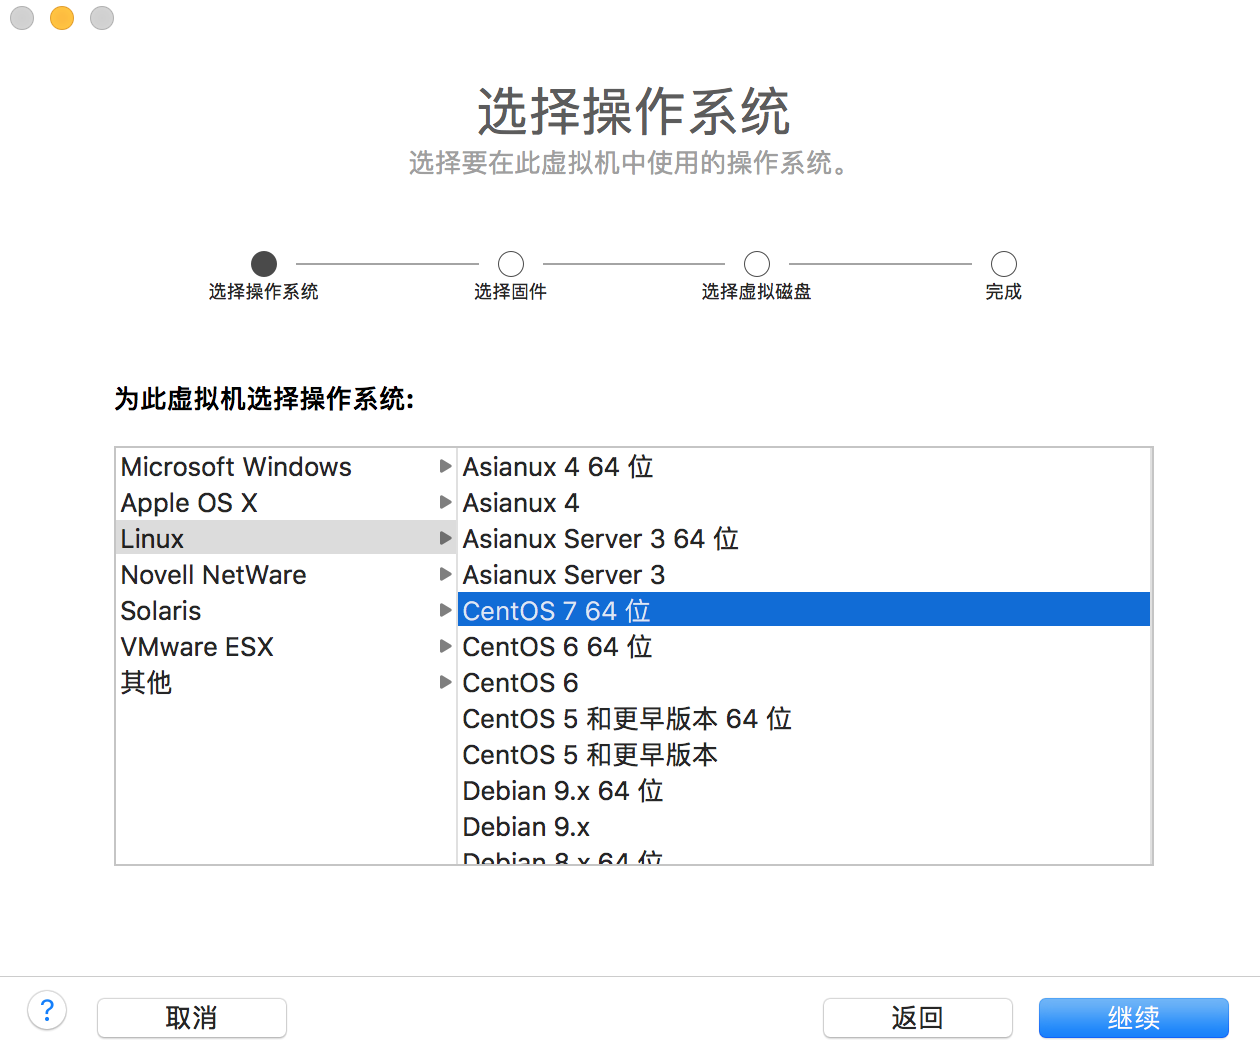 选择操作系统
选择要在此虚拟机中使用的操作系统。
选择操作系统
选择固件
选择虚拟磁盘
完成
为此虚拟机选择操作系统:
Microsoft Windows
Apple OS X
Linux
Novell NetWare
Solaris
VMware ESX
其他
Asianux 4 64 位
Asianux 4
Asianux Server 3 64 位
Asianux Server 3
CentOS 7 64 位
CentOS 6 64 位
CentOS 6
CentOS 5 和更早版本 64 位
CentOS 5 和更早版本
Debian 9.x 64 位
Debian 9.x
Debian 8.x 64 位
?
取消
返回
继续